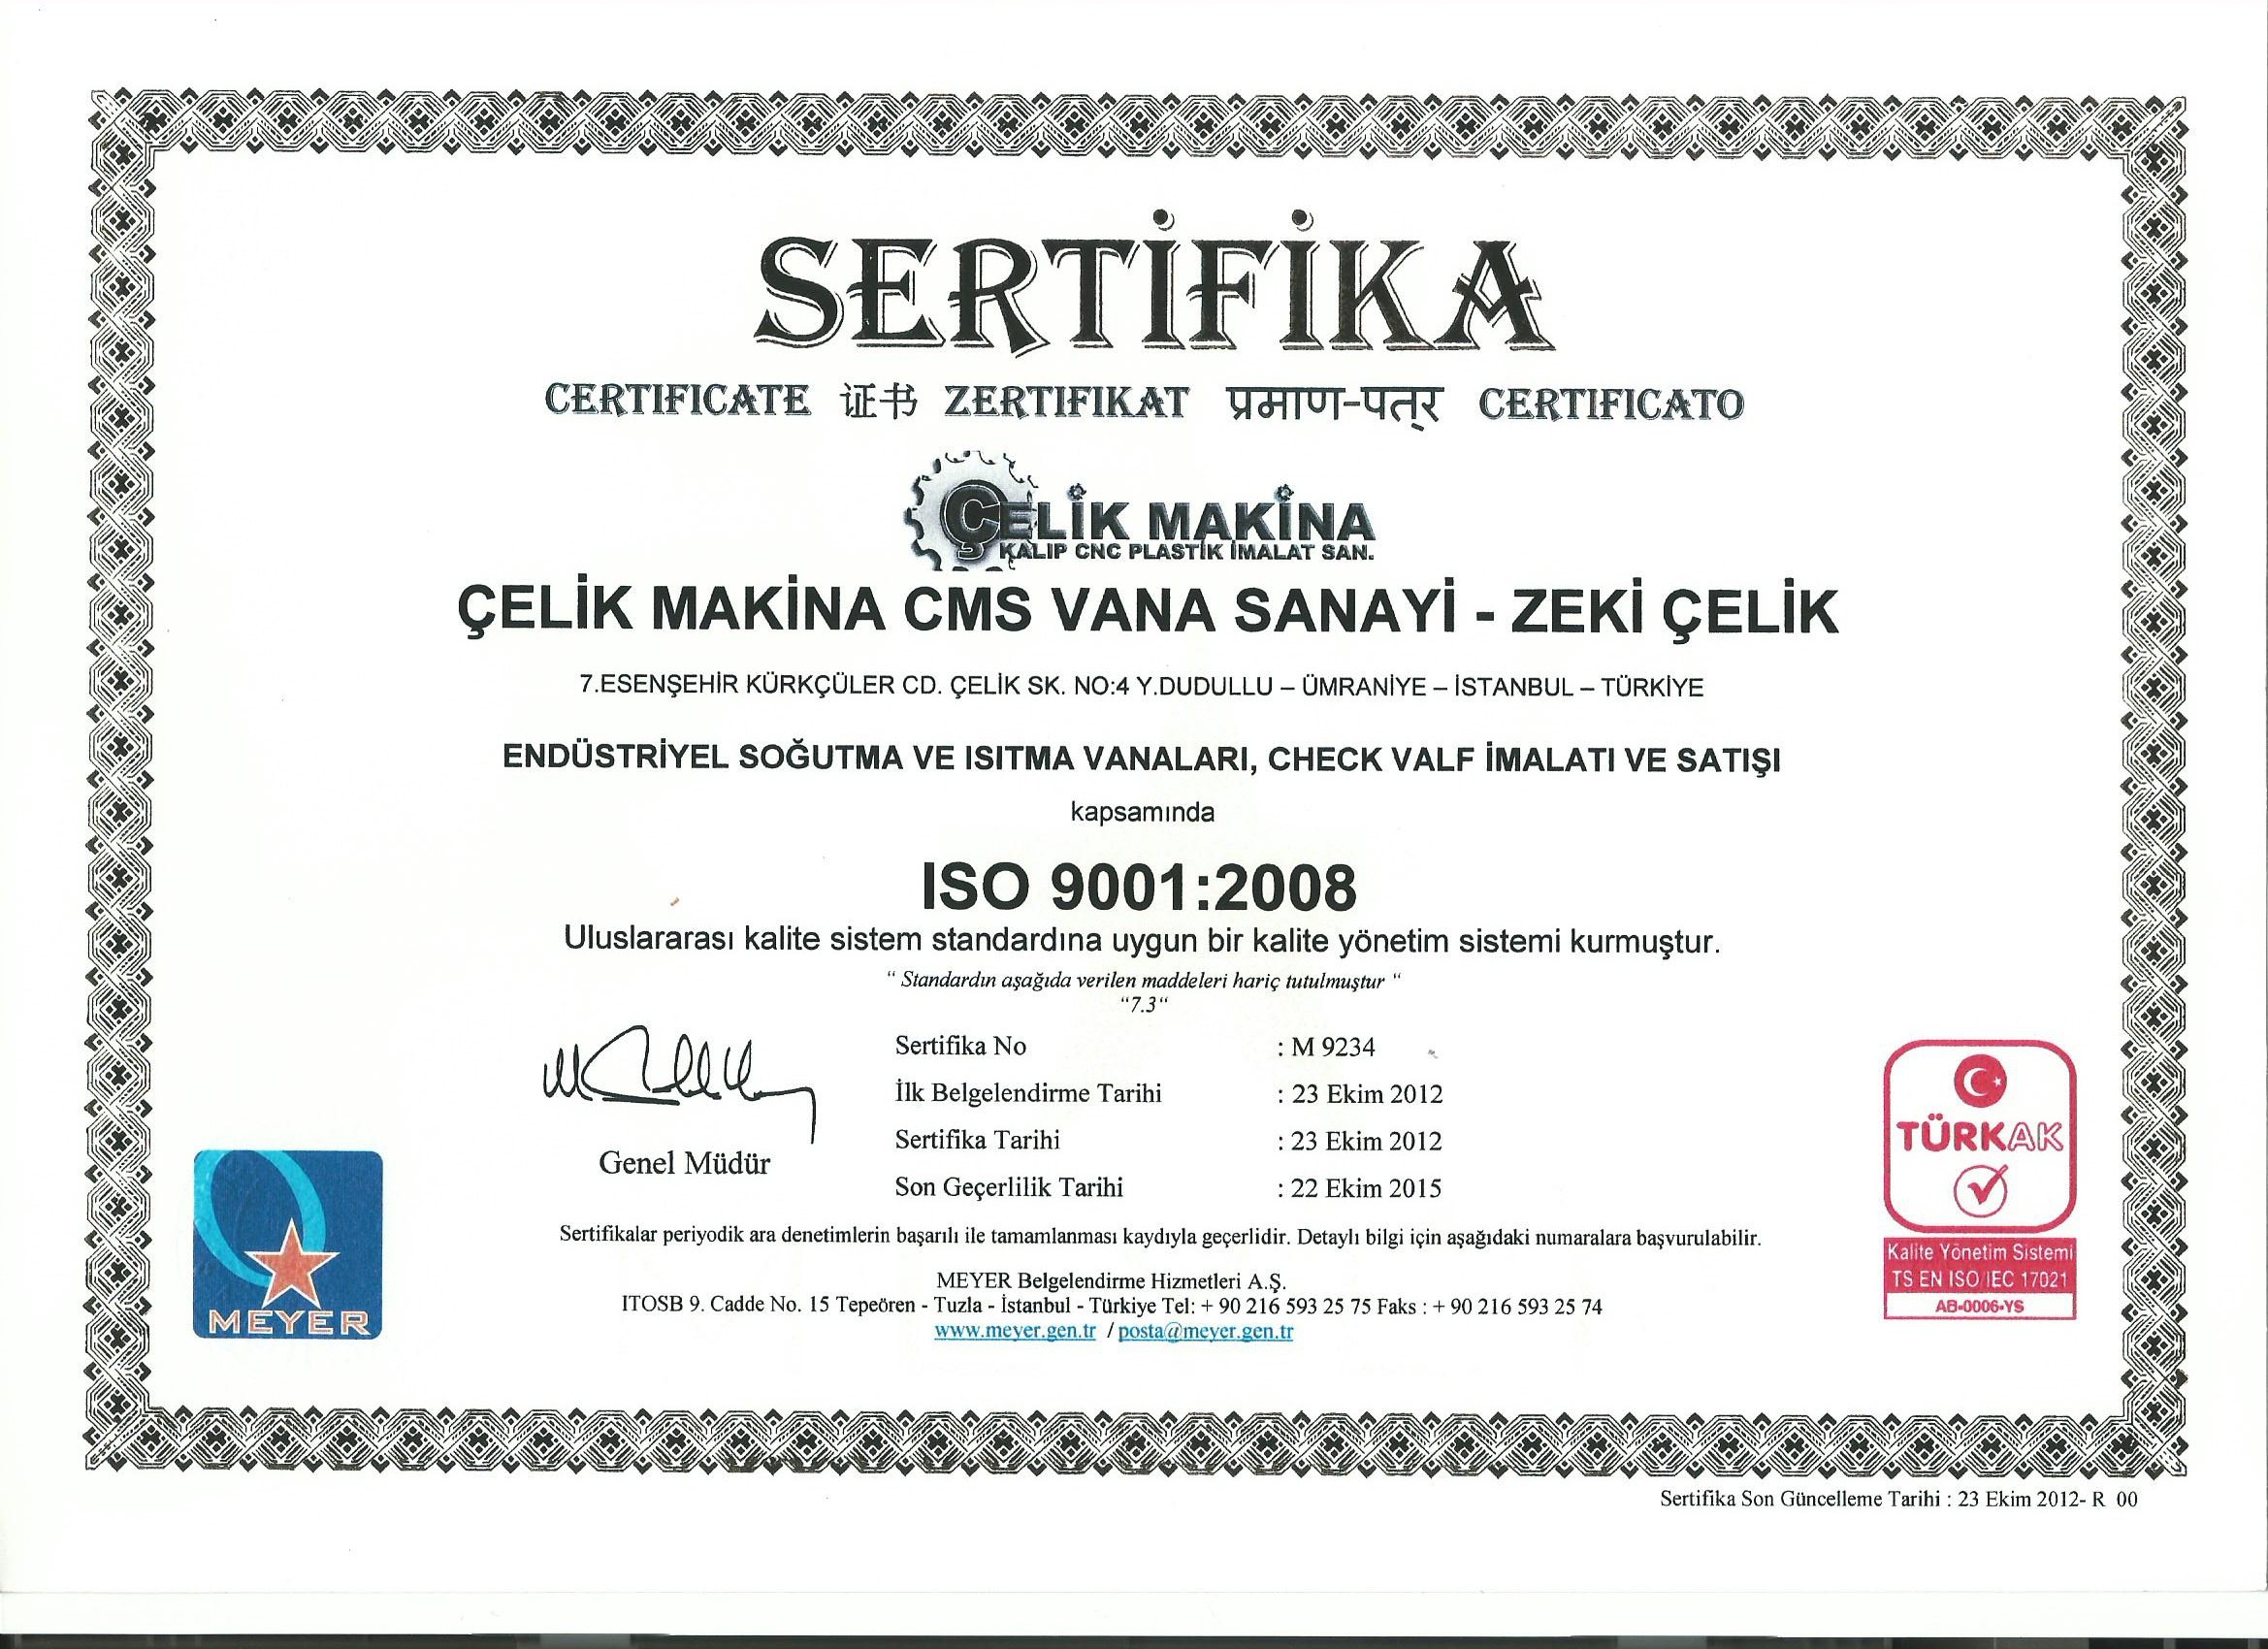 SERTİFİKA
CERTIFICATE 证书 ZERTIFIKAT प्रमाण-पत्र CERTIFICATO
ÇELİK MAKİNA
KALIP CNC PLASTİK İMALAT SAN.
ÇELİK MAKİNA CMS VANA SANAYİ - ZEKİ ÇELİK
7.ESENŞEHİR KÜRKÇÜLER CD. ÇELİK SK. NO:4 Y.DUDULLU – ÜMRANİYE – İSTANBUL – TÜRKİYE
ENDÜSTRİYEL SOĞUTMA VE ISITMA VANALARI, CHECK VALF İMALATI VE SATIŞI
kapsamında
ISO 9001:2008
Uluslararası kalite sistem standardına uygun bir kalite yönetim sistemi kurmuştur.
“ Standardın aşağıda verilen maddeleri hariç tutulmuştur “
“7.3“
Sertifika No : M 9234
İlk Belgelendirme Tarihi : 23 Ekim 2012
Sertifika Tarihi : 23 Ekim 2012
Son Geçerlilik Tarihi : 22 Ekim 2015
Genel Müdür
Sertifikalar periyodik ara denetimlerin başarılı ile tamamlanması kaydıyla geçerlidir. Detaylı bilgi için aşağıdaki numaralara başvurulabilir.
MEYER Belgelendirme Hizmetleri A.Ş.
ITOSB 9. Cadde No. 15 Tepeören - Tuzla - İstanbul - Türkiye Tel: + 90 216 593 25 75 Faks : + 90 216 593 25 74
www.meyer.gen.tr / posta@meyer.gen.tr
MEYER
TÜRKAK
Kalite Yönetim Sistemi
TS EN ISO/IEC 17021
AB-0006-YS
Sertifika Son Güncelleme Tarihi : 23 Ekim 2012- R 00